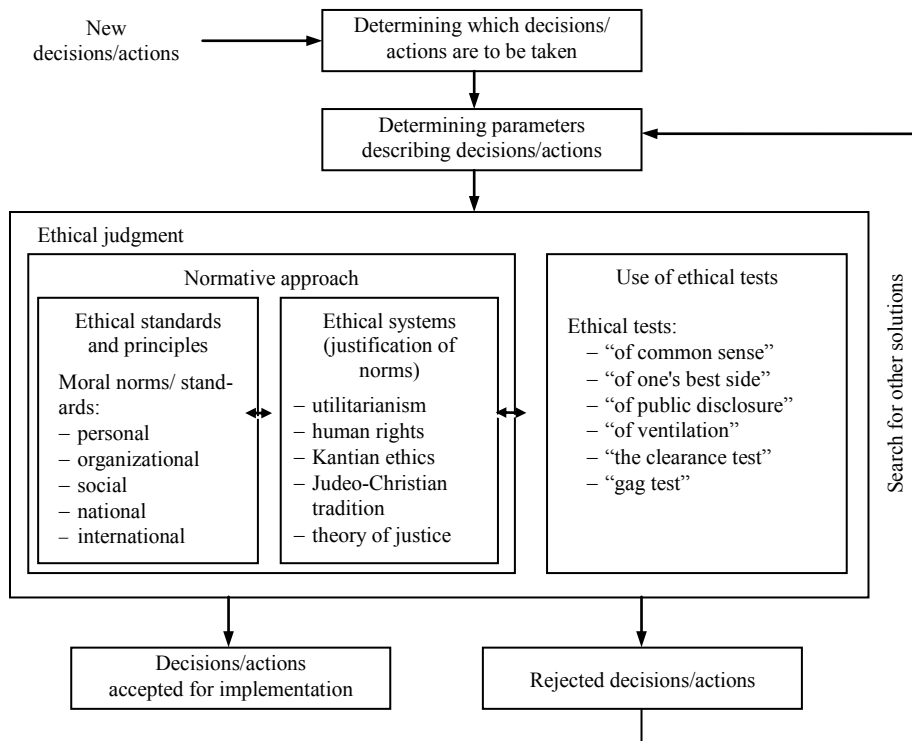 New
decisions/actions
Determining which decisions/
actions are to be taken
Determining parameters
describing decisions/actions
Ethical judgment
Normative approach
Ethical standards
and principles
Moral norms/ stand-
ards:
– personal
– organizational
– social
– national
– international
Ethical systems
(justification of
norms)
– utilitarianism
– human rights
– Kantian ethics
– Judeo-Christian
tradition
– theory of justice
Use of ethical tests
Ethical tests:
– “of common sense”
– “of one's best side”
– “of public disclosure”
– “of ventilation”
– “the clearance test”
– “gag test”
Search for other solutions
Decisions/actions
accepted for implementation
Rejected decisions/actions